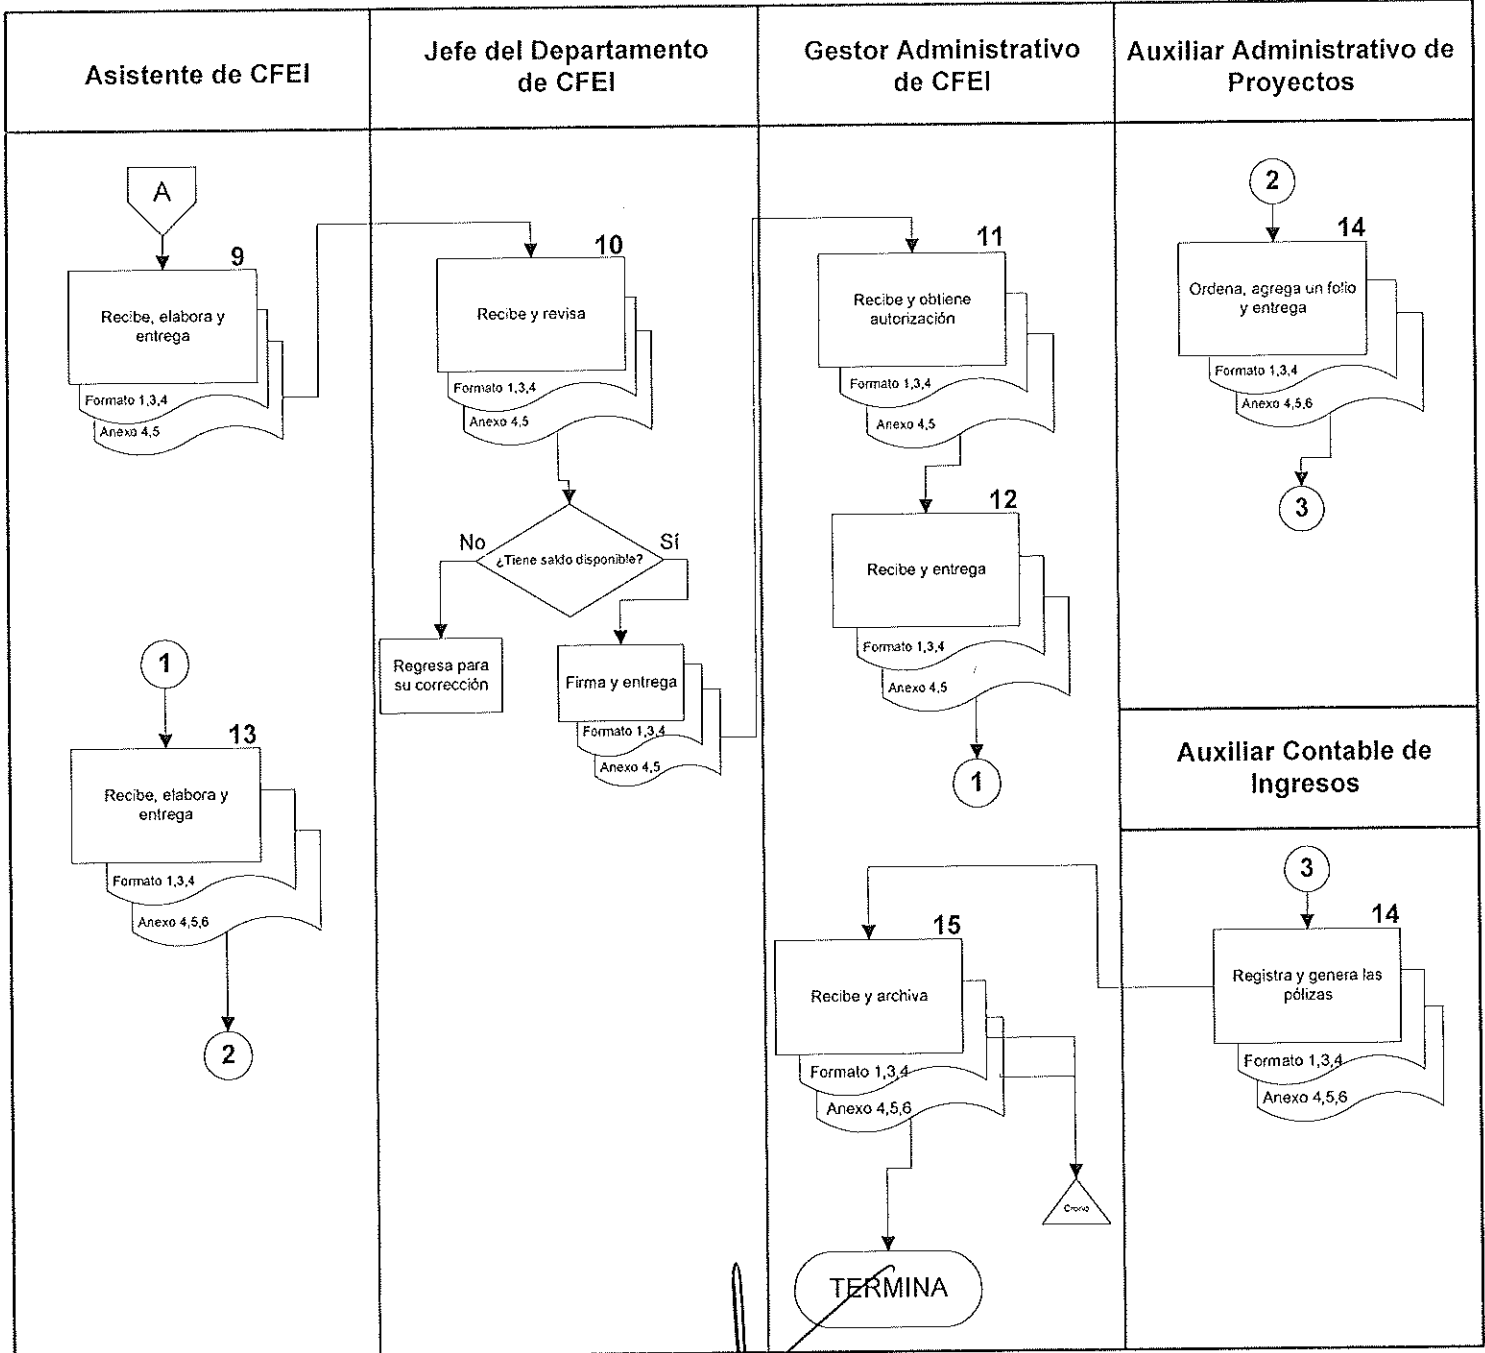 Asistente de CFEI
Jefe del Departamento
de CFEI
Gestor Administrativo
de CFEI
Auxiliar Administrativo de
Proyectos
A
9
Recibe, elabora y
entrega
Formato 1,3,4
Anexo 4,5
1
13
Recibe, elabora y
entrega
Formato 1,3,4
Anexo 4,5,6
2
10
Recibe y revisa
Formato 1,3,4
Anexo 4,5
No
¿Tiene saldo disponible?
Sí
Regresa para
su corrección
Firma y entrega
Formato 1,3,4
Anexo 4,5
11
Recibe y obtiene
autorización
Formato 1,3,4
Anexo 4,5
12
Recibe y entrega
Formato 1,3,4
Anexo 4,5
1
15
Recibe y archiva
Formato 1,3,4
Anexo 4,5,6
TERMINA
2
14
Ordena, agrega un folio
y entrega
Formato 1,3,4
Anexo 4,5,6
3
Auxiliar Contable de
Ingresos
3
14
Registra y genera las
pólizas
Formato 1,3,4
Anexo 4,5,6